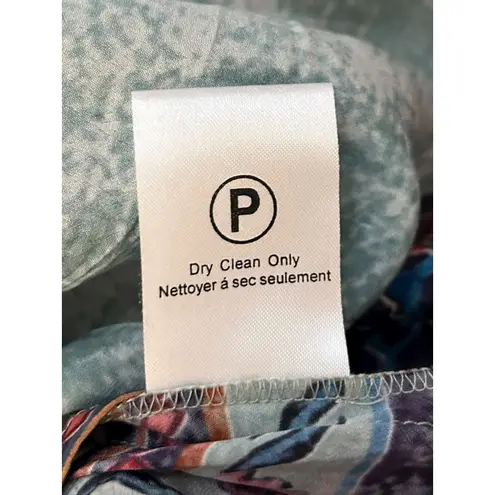 P
Dry Clean Only
Nettoyer á sec seulement